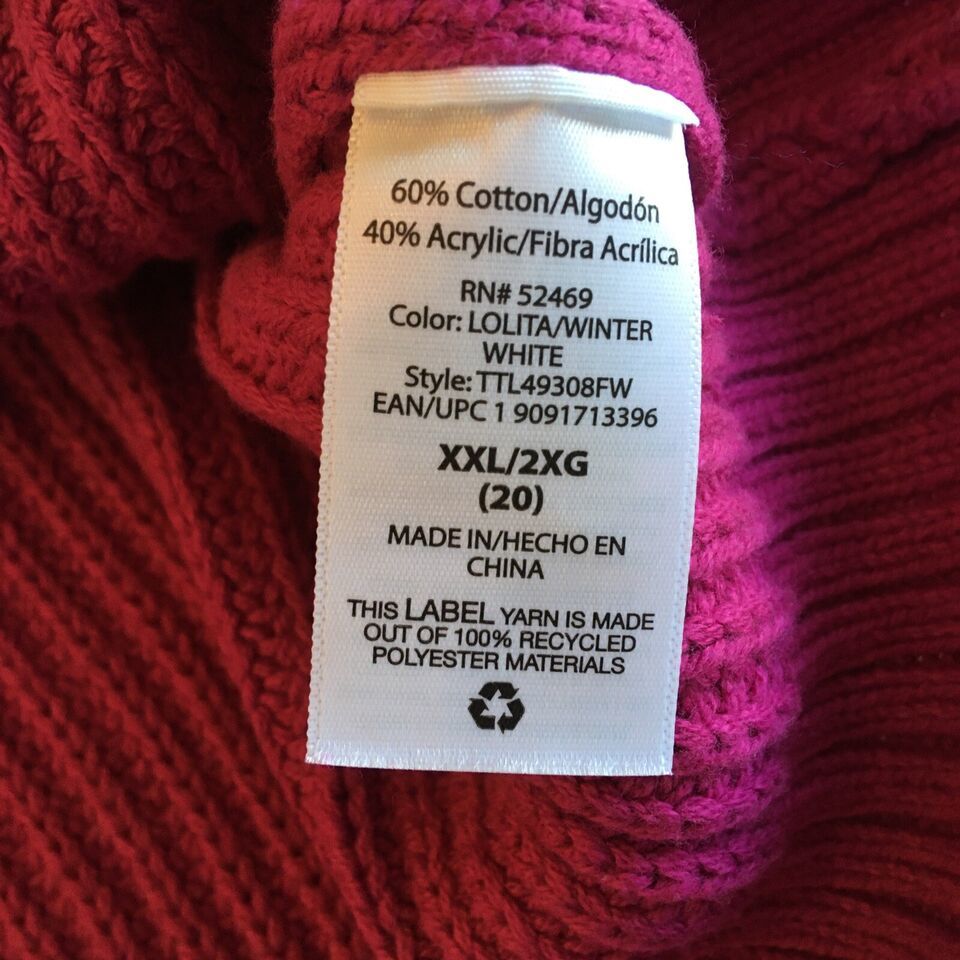 60% Cotton/Algodón
40% Acrylic/Fibra Acrílica
RN# 52469
Color: LOLITA/WINTER
WHITE
Style: TTL49308FW
EAN/UPC 1 9091713396
XXL/2XG
(20)
MADE IN/HECHO EN
CHINA
THIS LABEL YARN IS MADE
OUT OF 100% RECYCLED
POLYESTER MATERIALS